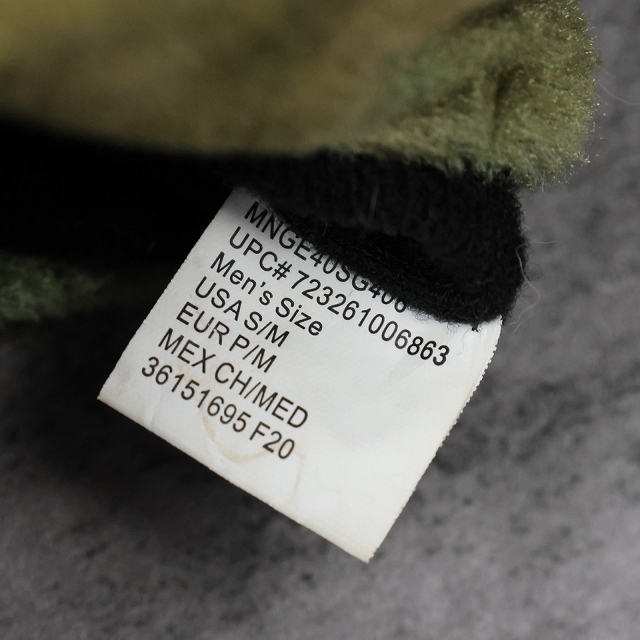 MNGE40SG406
UPC# 723261006863
Men's Size
USA S/M
EUR P/M
MEX CH/MED
36151695 F20